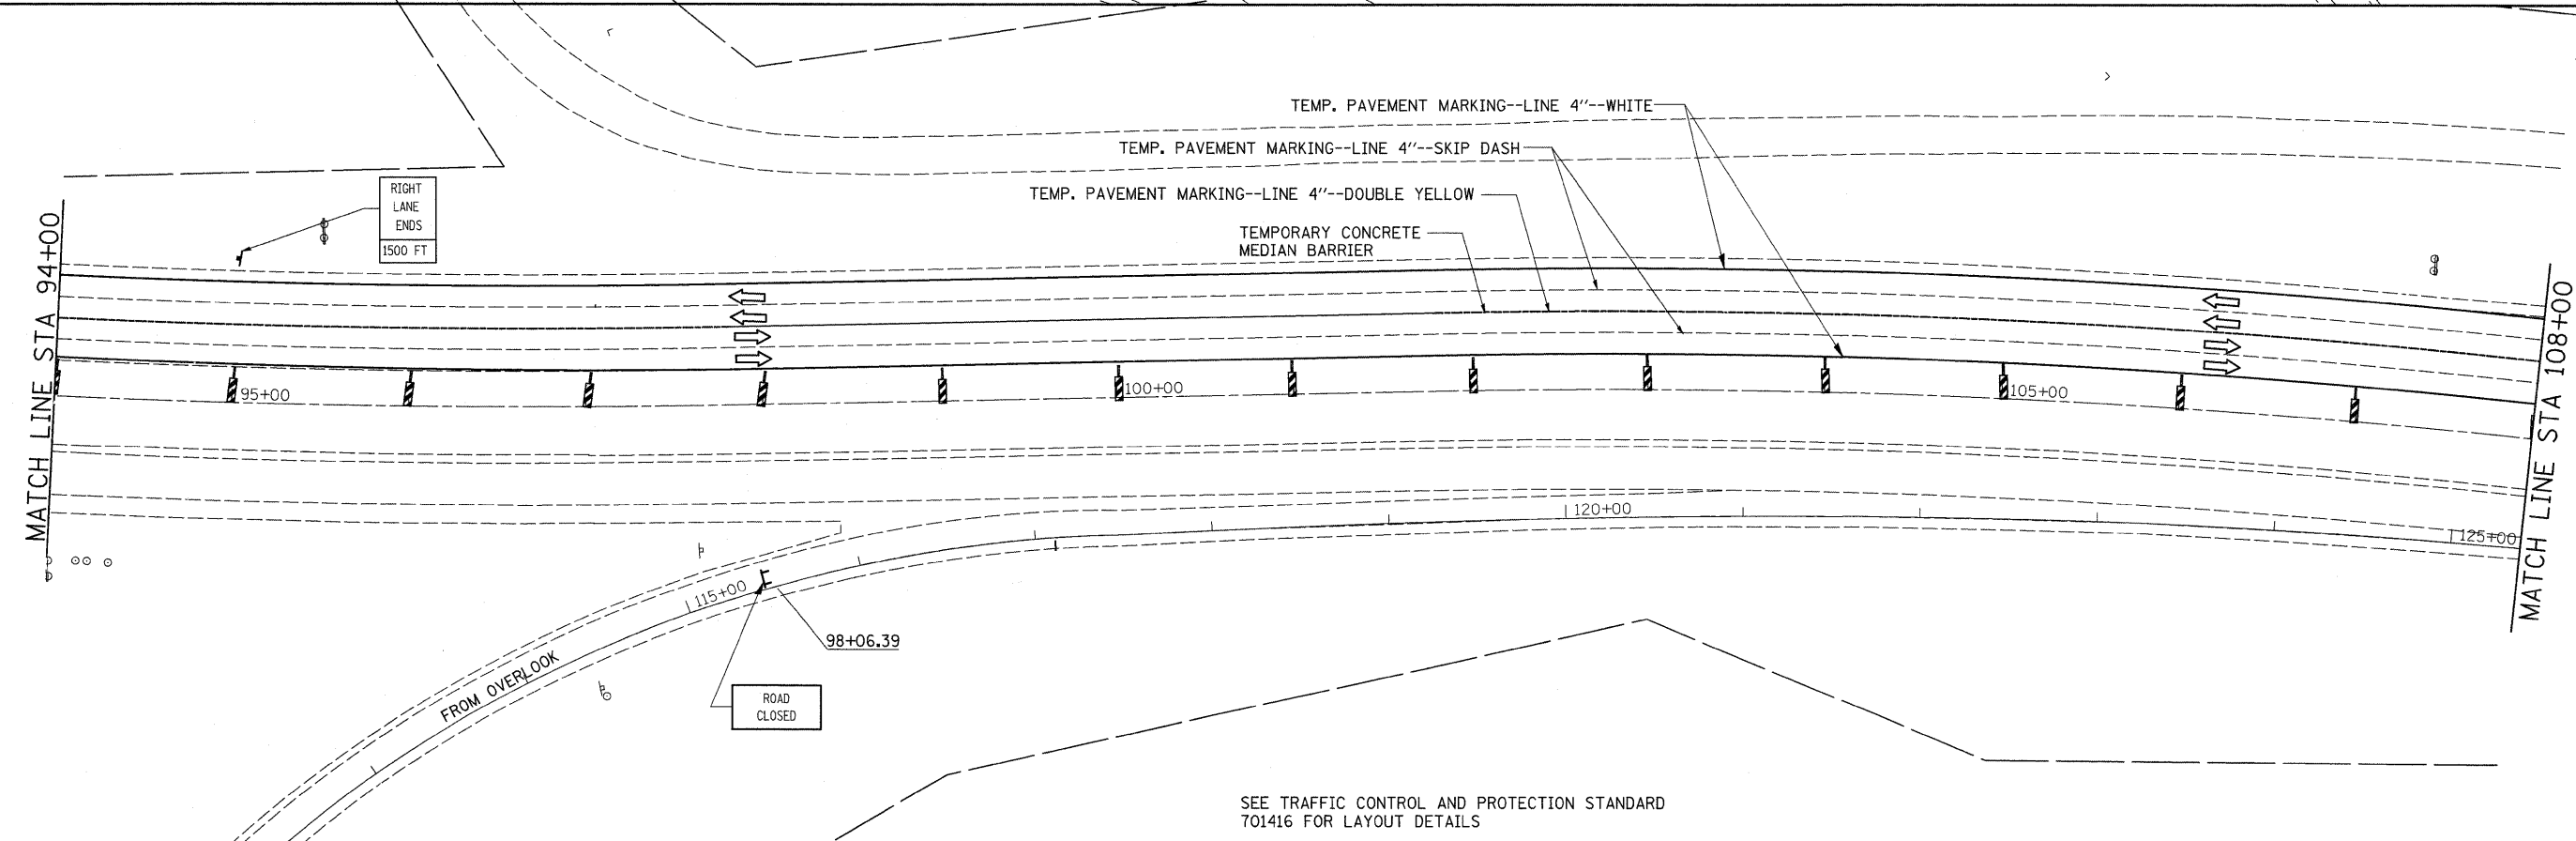 TEMP. PAVEMENT MARKING--LINE 4''--WHITE
TEMP. PAVEMENT MARKING--LINE 4''--SKIP DASH
TEMP. PAVEMENT MARKING--LINE 4''--DOUBLE YELLOW
TEMPORARY CONCRETE
MEDIAN BARRIER
RIGHT
LANE
ENDS
1500 FT
MATCH LINE STA 94+00
MATCH LINE STA 108+00
95+00
100+00
105+00
120+00
125+00
115+00
98+06.39
FROM OVERLOOK
ROAD
CLOSED
SEE TRAFFIC CONTROL AND PROTECTION STANDARD
701416 FOR LAYOUT DETAILS